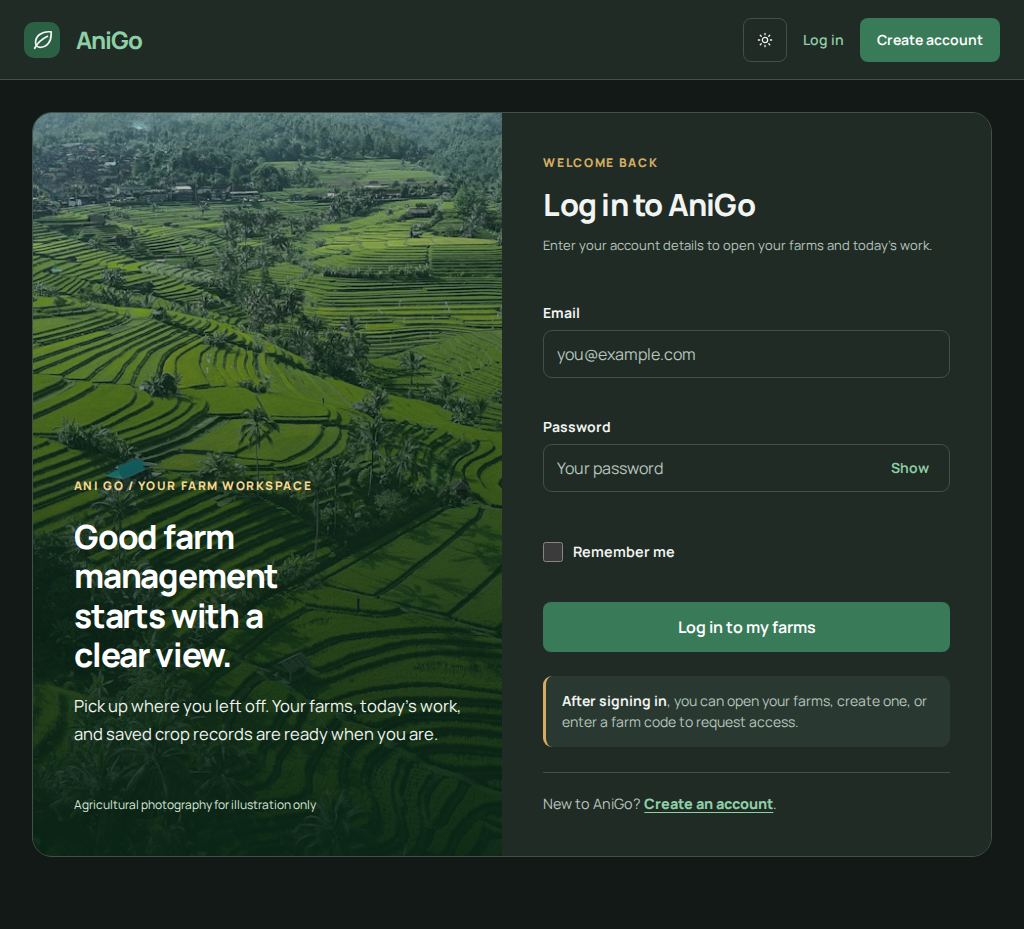 AniGo
Log in
Create account
ANI GO / YOUR FARM WORKSPACE
Good farm
management
starts with a
clear view.
Pick up where you left off. Your farms, today's work,
and saved crop records are ready when you are.
Agricultural photography for illustration only
WELCOME BACK
Log in to AniGo
Enter your account details to open your farms and today's work.
Email
you@example.com
Password
Your password
Show
Remember me
Log in to my farms
After signing in, you can open your farms, create one, or
enter a farm code to request access.
New to AniGo? Create an account.